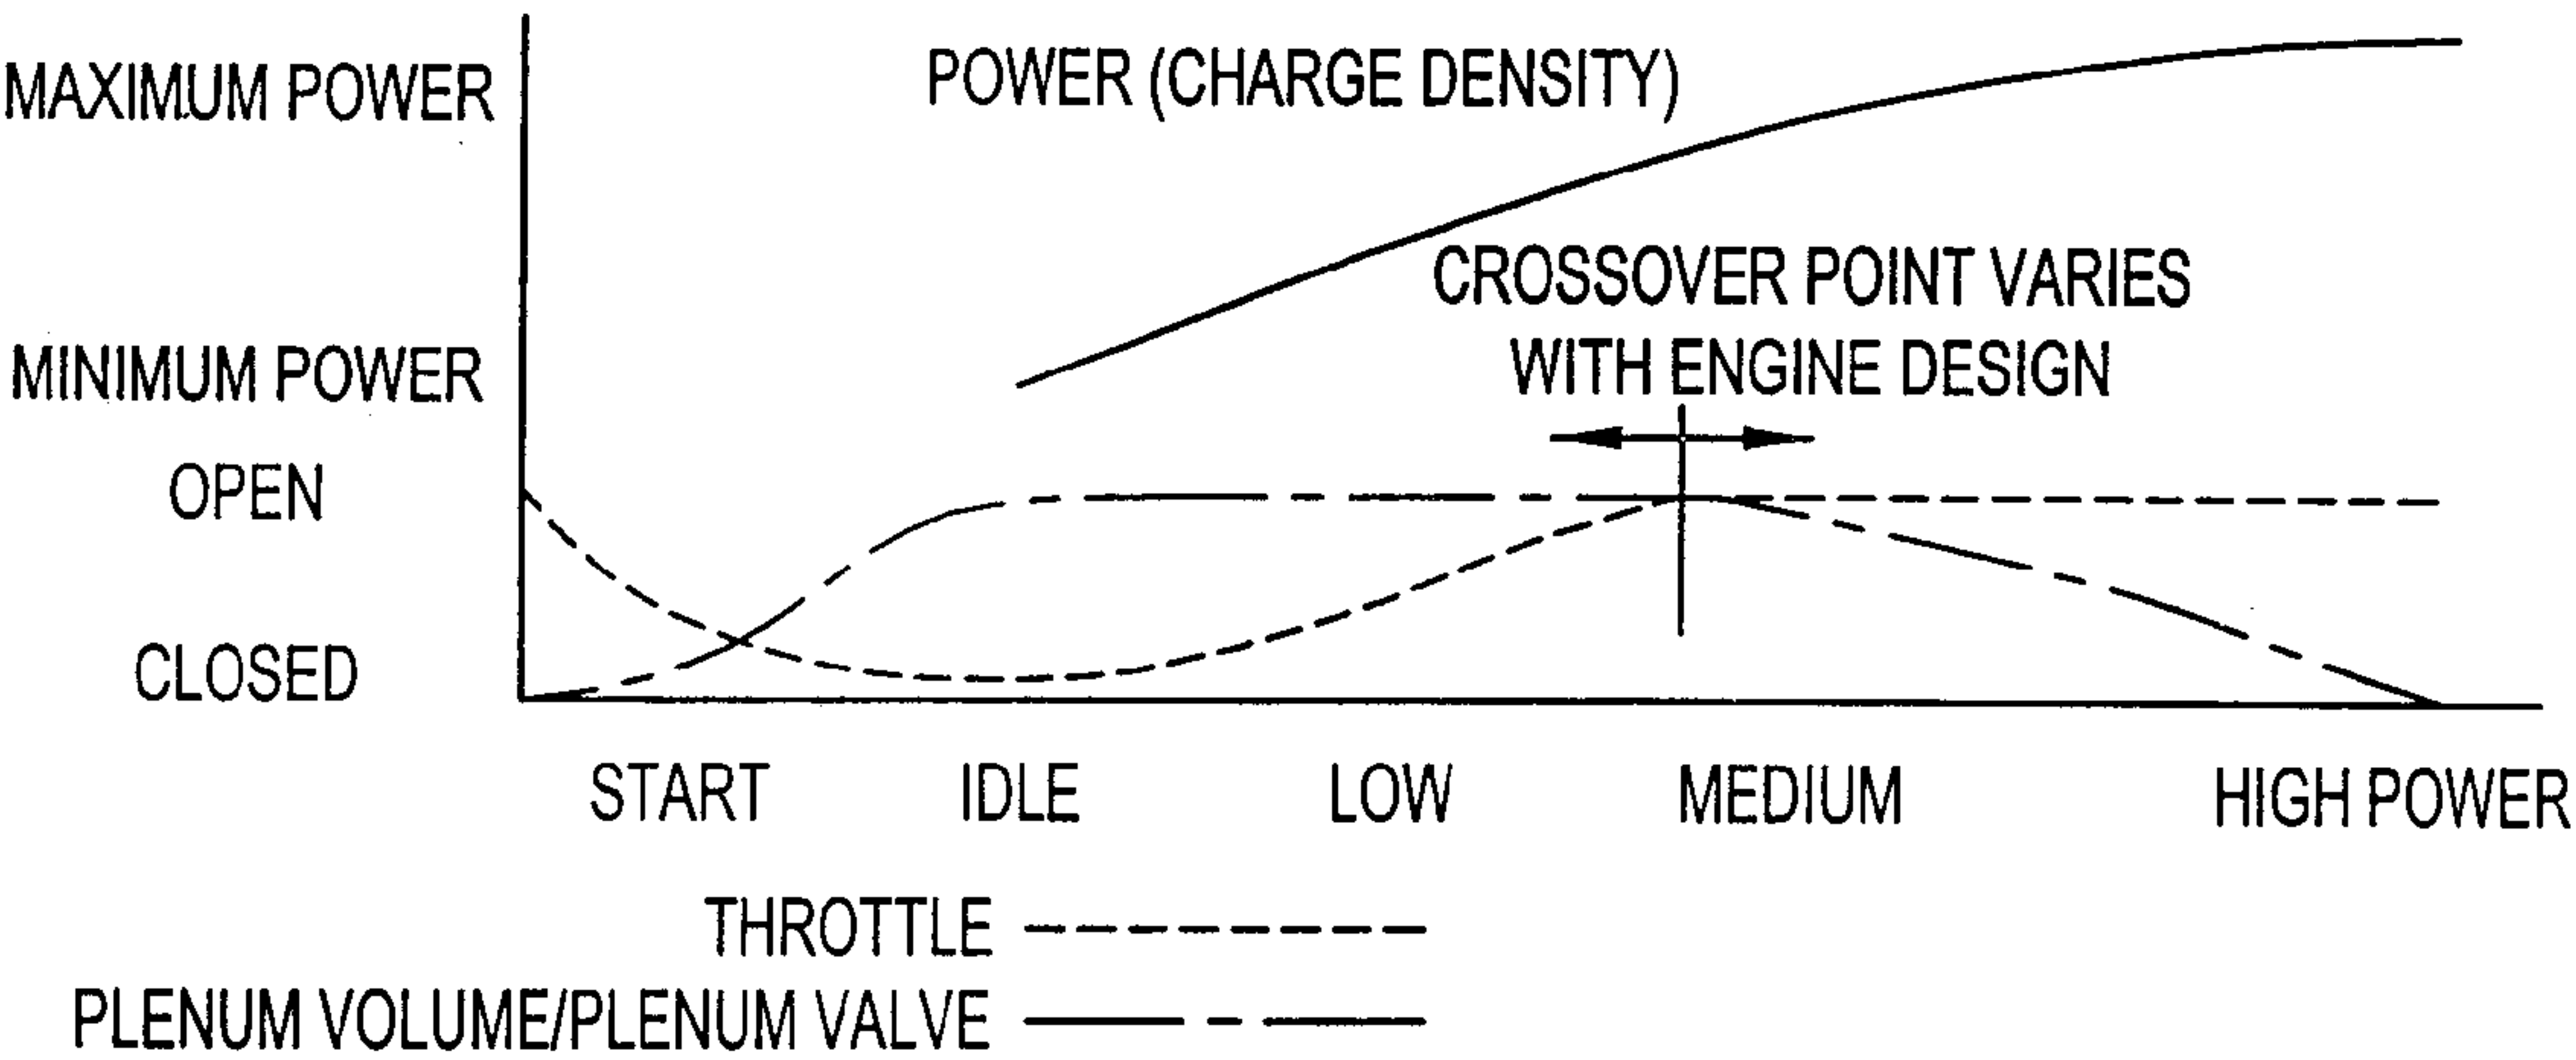 MAXIMUM POWER
POWER (CHARGE DENSITY)
CROSSOVER POINT VARIES
WITH ENGINE DESIGN
MINIMUM POWER
OPEN
CLOSED
START IDLE LOW MEDIUM HIGH POWER
THROTTLE
PLENUM VOLUME/PLENUM VALVE